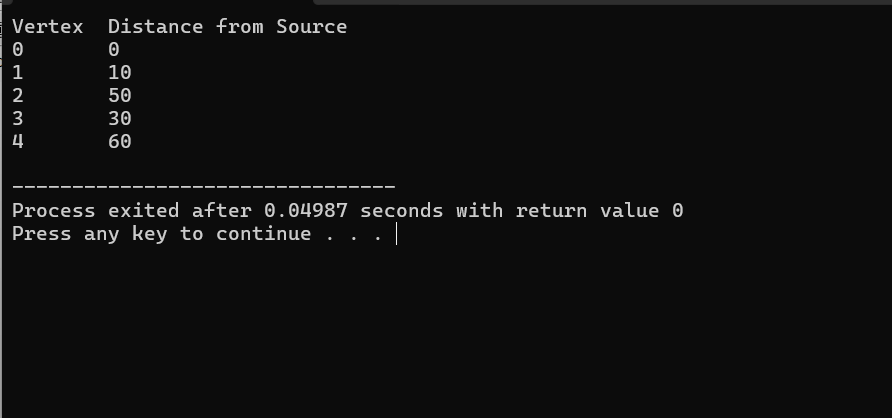 Vertex  Distance from Source
0       0
1       10
2       50
3       30
4       60
--------------------------------
Process exited after 0.04987 seconds with return value 0
Press any key to continue . . .